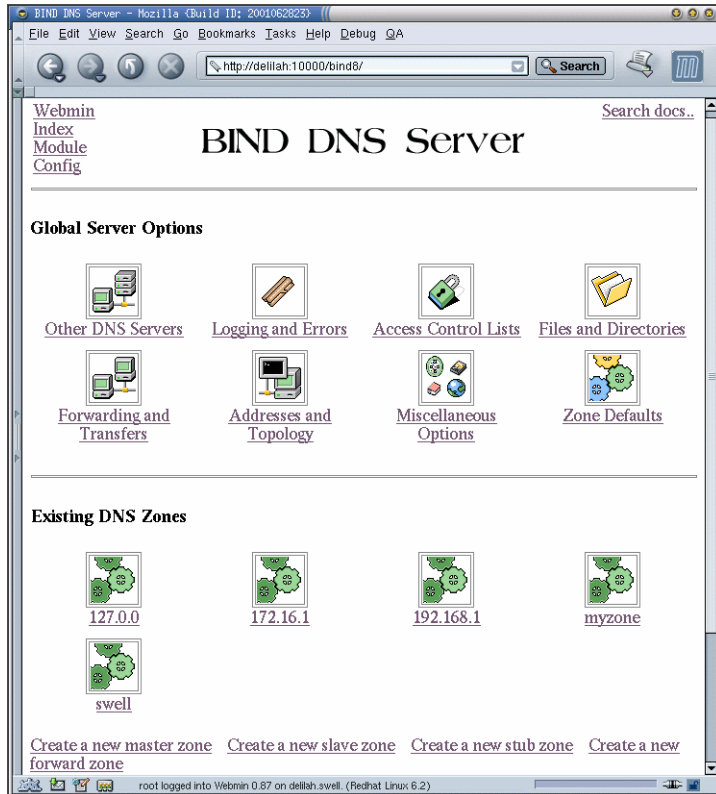 BIND DNS Server - Mozilla {Build ID: 2001062823}
File Edit View Search Go Bookmarks Tasks Help Debug QA
http://delilah:10000/bind8/ Search
Webmin
Index
Module
Config
Search docs..
BIND DNS Server
Global Server Options
Other DNS Servers Logging and Errors Access Control Lists Files and Directories
Forwarding and Transfers Addresses and Topology Miscellaneous Options Zone Defaults
Existing DNS Zones
127.0.0 172.16.1 192.168.1 myzone
swell
Create a new master zone Create a new slave zone Create a new stub zone Create a new
forward zone
root logged into Webmin 0.87 on delilah.swell. (Redhat Linux 6.2)